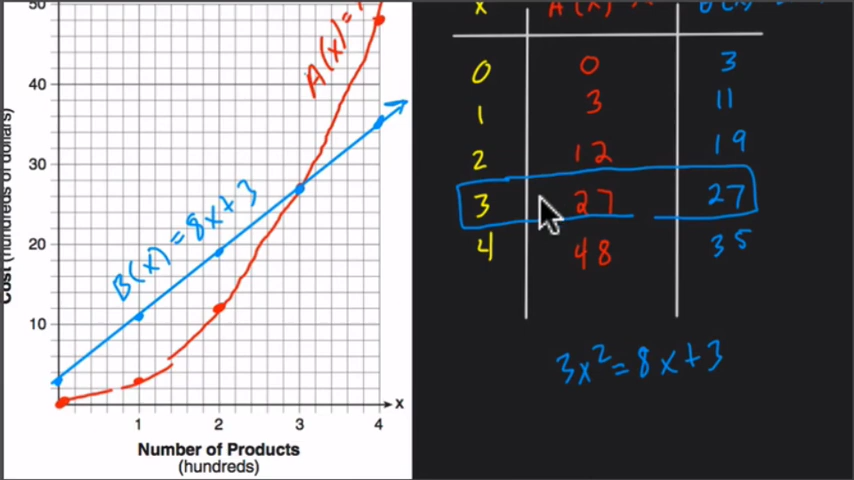 50
40
30
20
10
Cost (hundreds of dollars)
A(x)=
B(x) = 8x+3
x
1 2 3 4
Number of Products
(hundreds)
x A(x)
0 0 3
1 3 11
2 12 19
3 27 27
4 48 35
3x²=8x+3